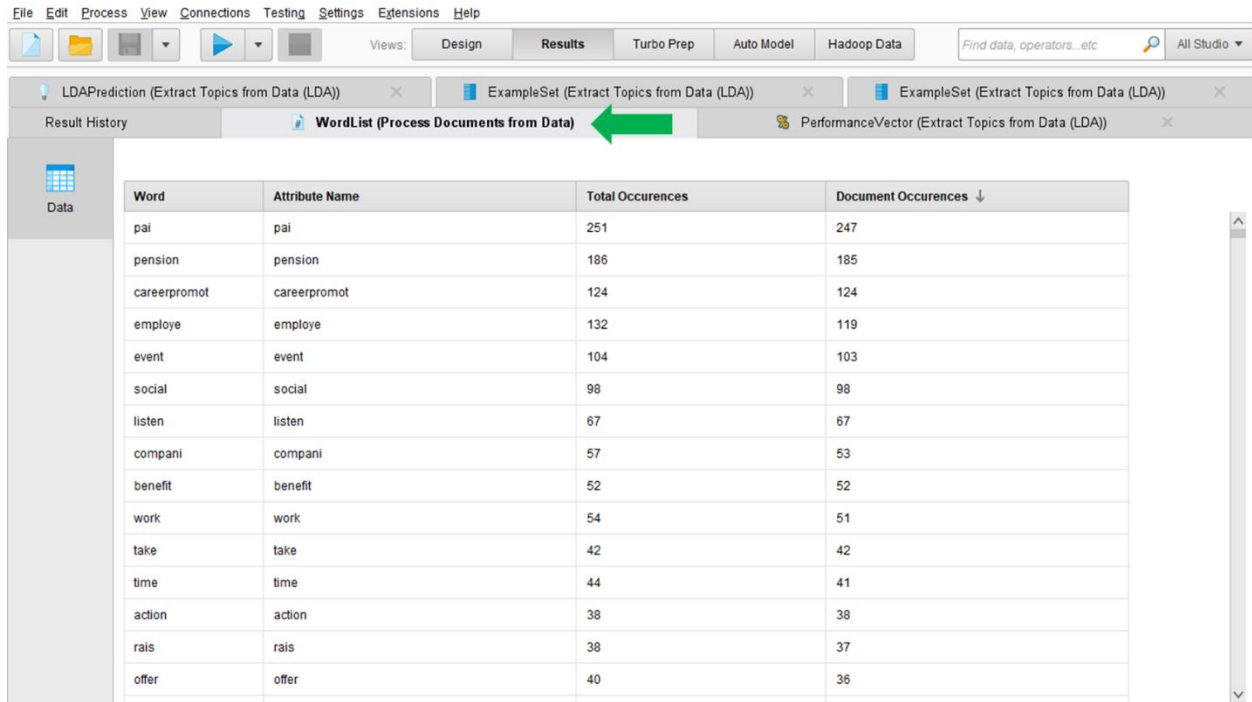 File Edit Process View Connections Testing Settings Extensions Help
Views: Design Results Turbo Prep Auto Model Hadoop Data Find data, operators...etc All Studio
LDAPrediction (Extract Topics from Data (LDA)) ExampleSet (Extract Topics from Data (LDA)) ExampleSet (Extract Topics from Data (LDA))
Result History WordList (Process Documents from Data) PerformanceVector (Extract Topics from Data (LDA))
Data
Word Attribute Name Total Occurences Document Occurences
pai pai 251 247
pension pension 186 185
careerpromot careerpromot 124 124
employe employe 132 119
event event 104 103
social social 98 98
listen listen 67 67
compani compani 57 53
benefit benefit 52 52
work work 54 51
take take 42 42
time time 44 41
action action 38 38
rais rais 38 37
offer offer 40 36